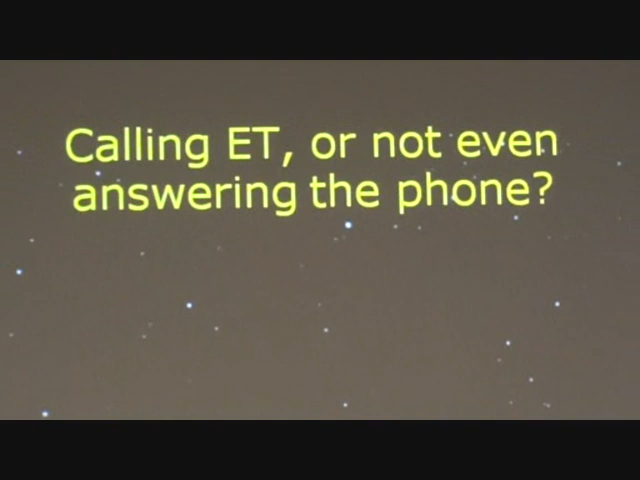 Calling ET, or not even
answering the phone?